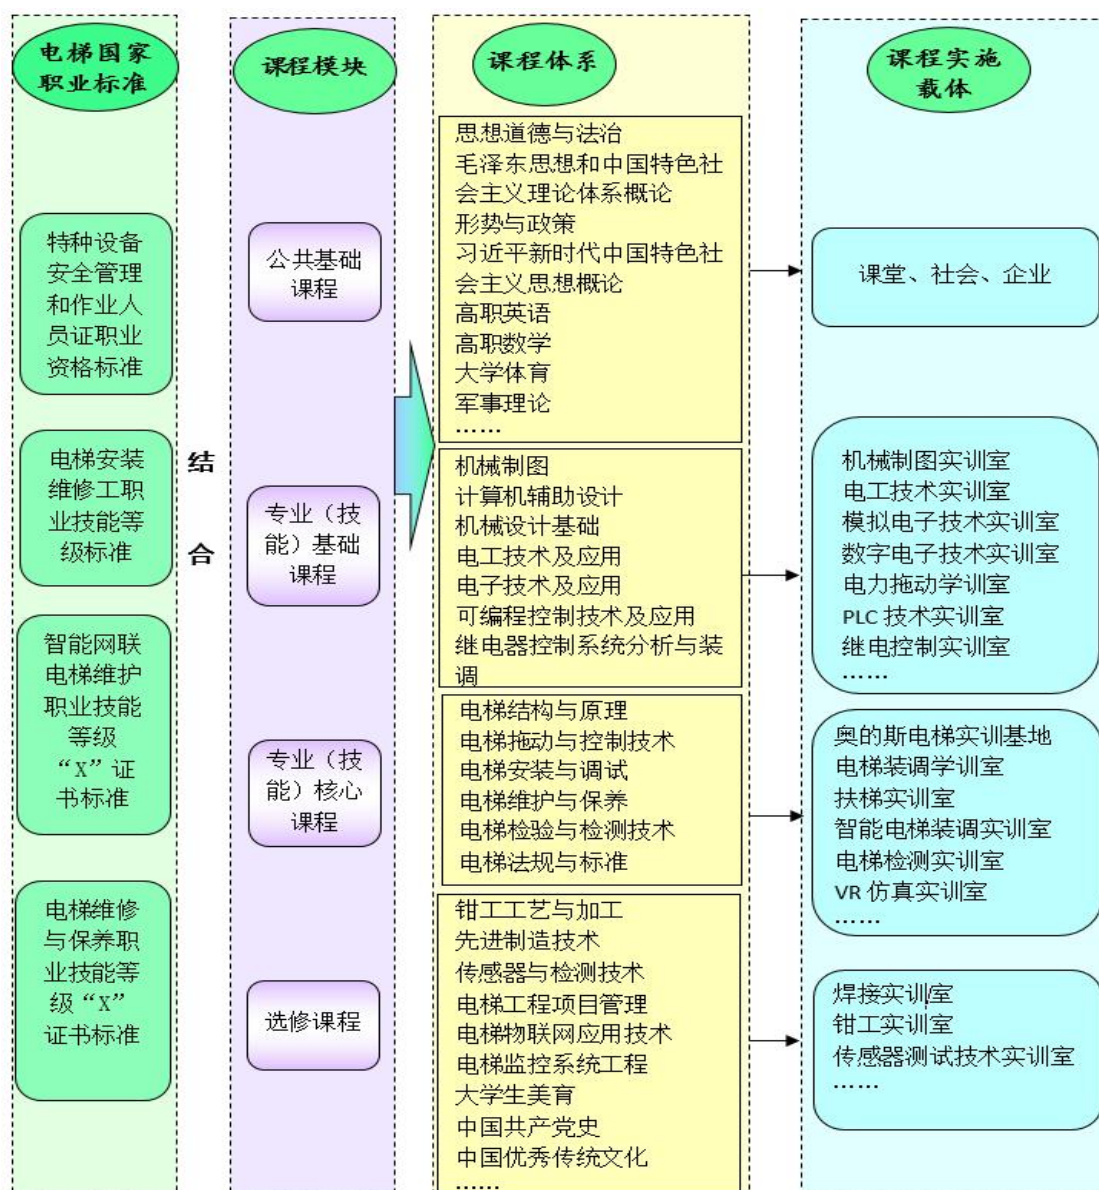 电梯国家
职业标准
特种设备
安全管理
和作业人
员证职业
资格标准
电梯安装
维修工职
业技能等
级标准
智能网联
电梯维护
职业技能
等级
“X”证
书标准
电梯维修
与保养职
业技能等
级“X”
证书标准
结
合
课程模块
公共基础
课程
专业（技
能）基础
课程
专业（技
能）核心
课程
选修课程
课程体系
思想道德与法治
毛泽东思想和中国特色社
会主义理论体系概论
形势与政策
习近平新时代中国特色社
会主义思想概论
高职英语
高职数学
大学体育
军事理论
……
机械制图
计算机辅助设计
机械设计基础
电工技术及应用
电子技术及应用
可编程控制技术及应用
继电器控制系统分析与装
调
电梯结构与原理
电梯拖动与控制技术
电梯安装与调试
电梯维护与保养
电梯检验与检测技术
电梯法规与标准
钳工工艺与加工
先进制造技术
传感器与检测技术
电梯工程项目管理
电梯物联网应用技术
电梯监控系统工程
大学生美育
中国共产党史
中国优秀传统文化
……
课程实施
载体
课堂、社会、企业
机械制图实训室
电工技术实训室
模拟电子技术实训室
数字电子技术实训室
电力拖动学训室
PLC 技术实训室
继电控制实训室
……
奥的斯电梯实训基地
电梯装调学训室
扶梯实训室
智能电梯装调实训室
电梯检测实训室
VR 仿真实训室
……
焊接实训室
钳工实训室
传感器测试技术实训室
……